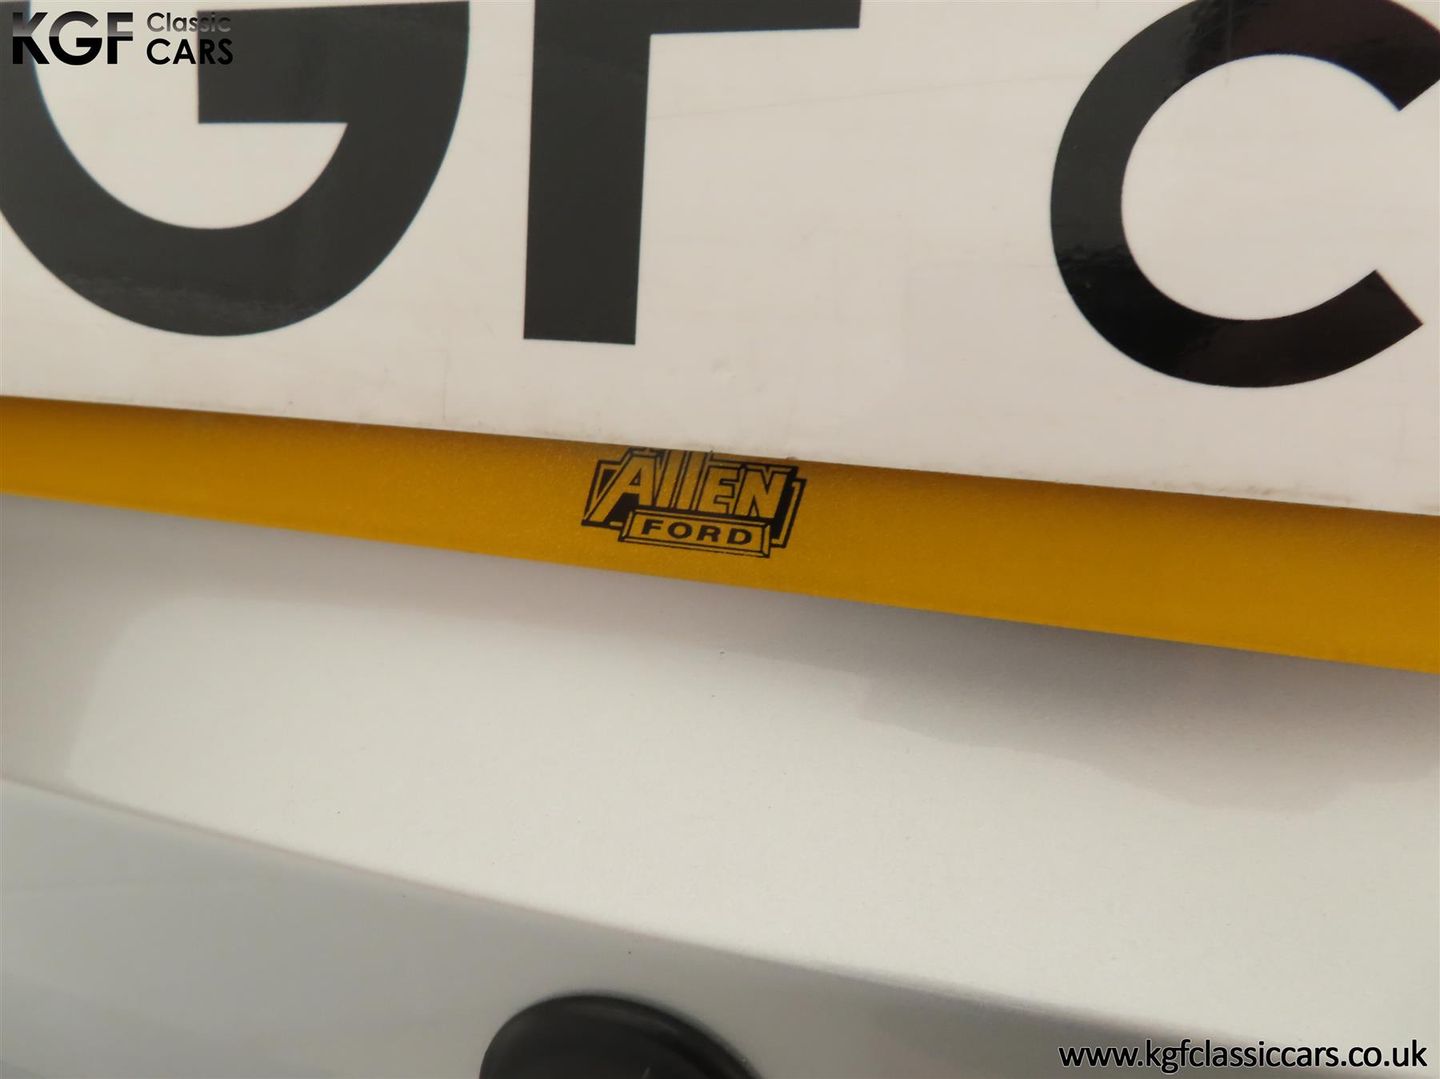 KGF Classic
CARS
GF C
Allen
FORD
www.kgfclassiccars.co.uk